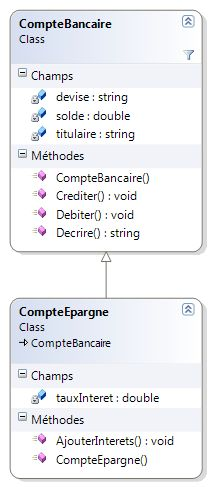 CompteBancaire
Class
Champs
devise : string
solde : double
titulaire : string
Méthodes
CompteBancaire()
Crediter() : void
Debiter() : void
Decrire() : string
CompteEpargne
Class
CompteBancaire
Champs
tauxInteret : double
Méthodes
AjouterInterets() : void
CompteEpargne()